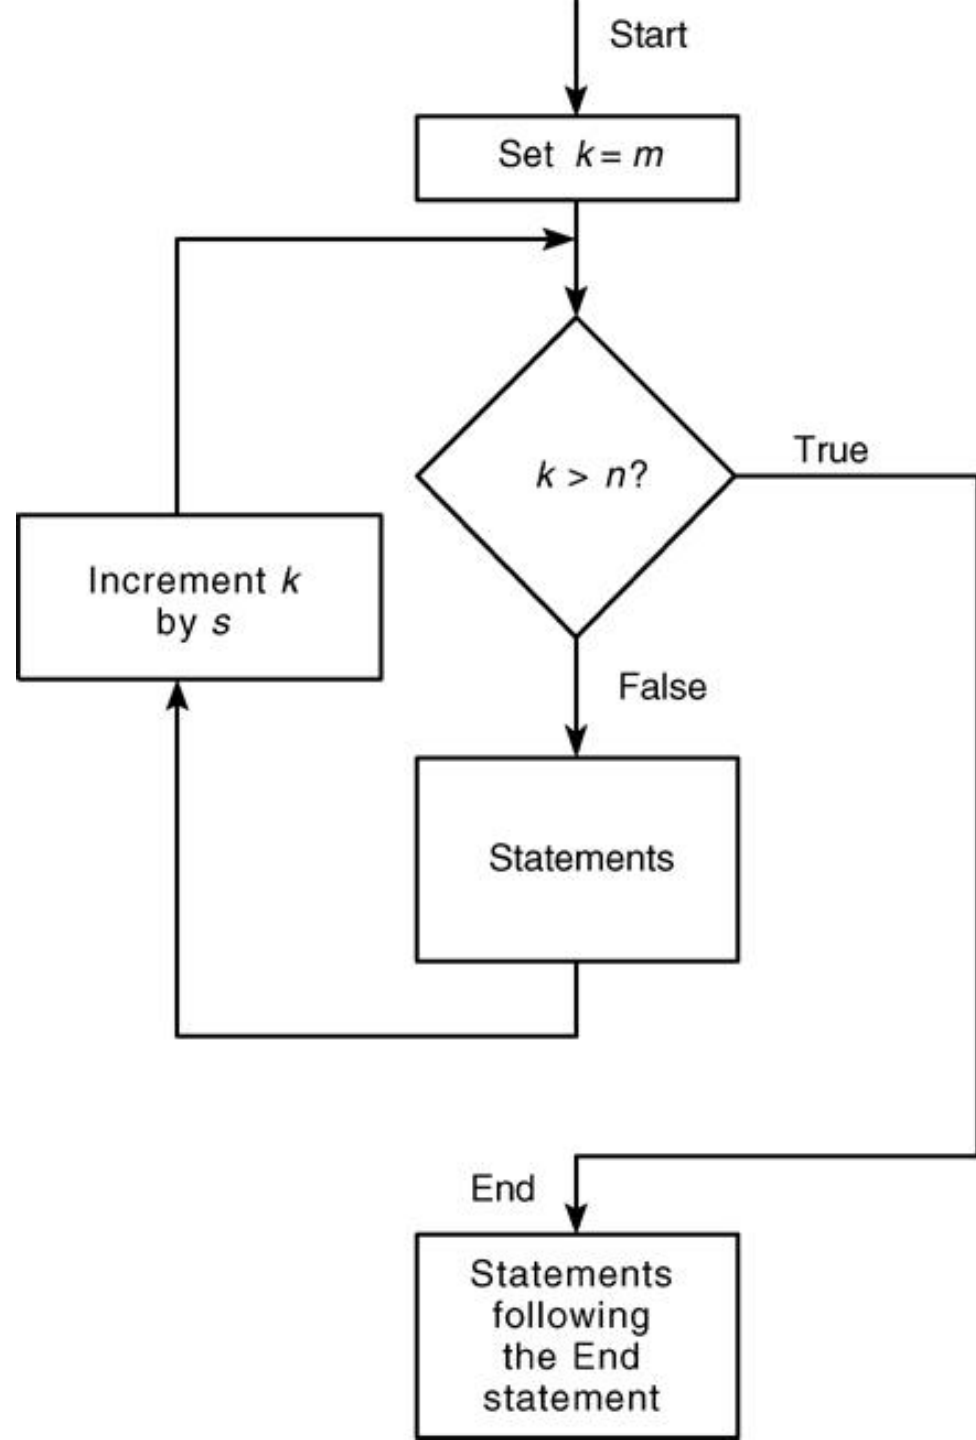 Start
Set k = m
k > n?
True
Increment k
by s
False
Statements
End
Statements
following
the End
statement